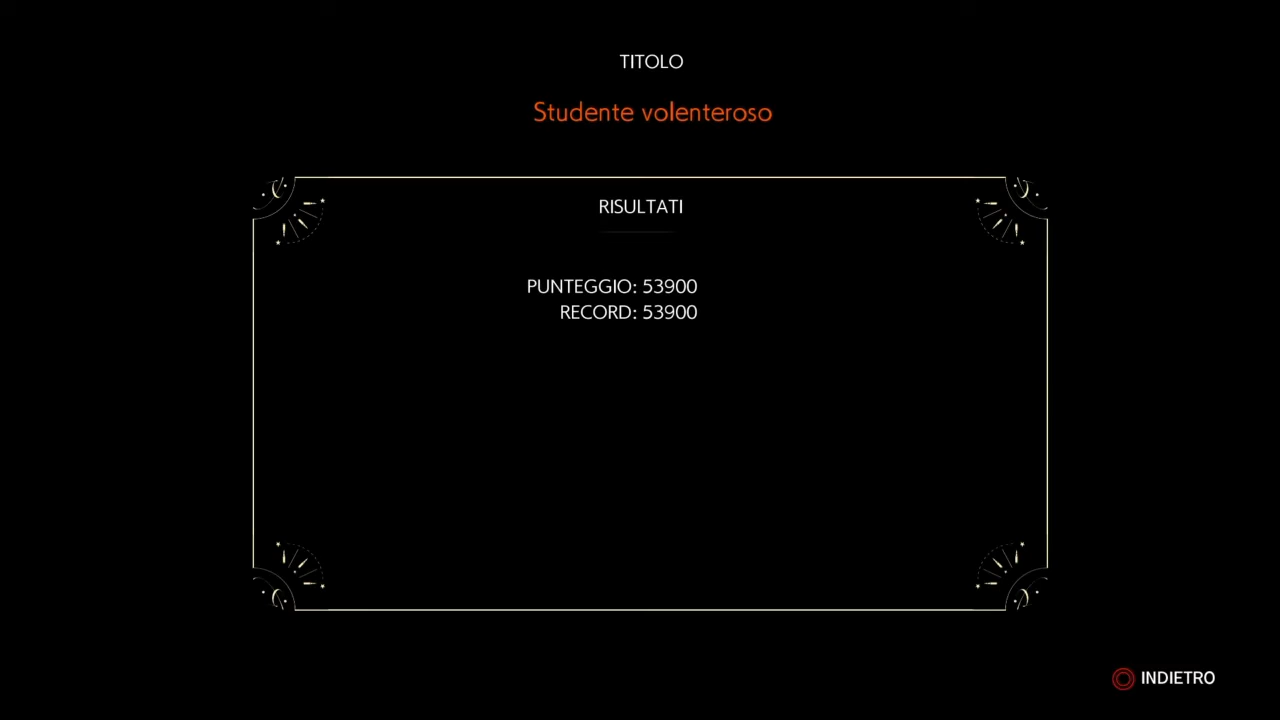 TITOLO
Studente volenteroso
RISULTATI
PUNTEGGIO: 53900
RECORD: 53900
INDIETRO